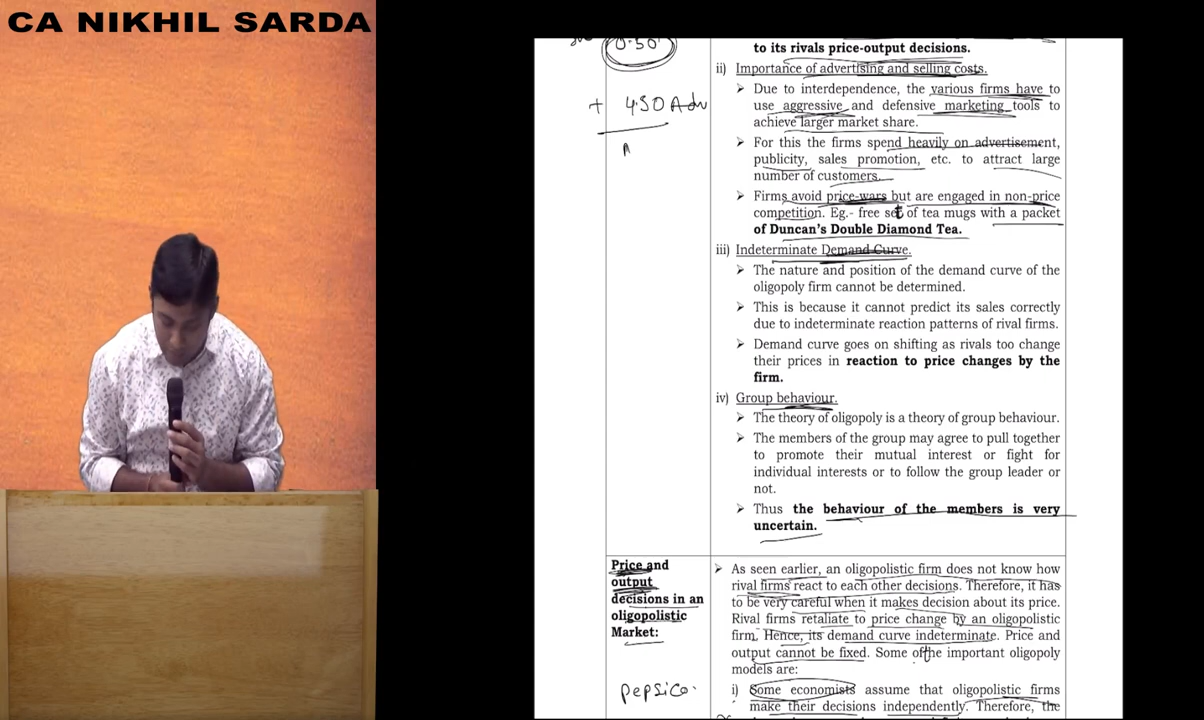 CA NIKHIL SARDA
0.50
to its rivals price-output decisions.
ii) Importance of advertising and selling costs.
+ 4.50 Adv
➢ Due to interdependence, the various firms have to
use aggressive and defensive marketing tools to
achieve larger market share.
➢ For this the firms spend heavily on advertisement,
publicity, sales promotion, etc. to attract large
number of customers.
➢ Firms avoid price-wars but are engaged in non-price
competition. Eg.- free set of tea mugs with a packet
of Duncan's Double Diamond Tea.
iii) Indeterminate Demand Curve.
➢ The nature and position of the demand curve of the
oligopoly firm cannot be determined.
➢ This is because it cannot predict its sales correctly
due to indeterminate reaction patterns of rival firms.
➢ Demand curve goes on shifting as rivals too change
their prices in reaction to price changes by the
firm.
iv) Group behaviour.
➢ The theory of oligopoly is a theory of group behaviour.
➢ The members of the group may agree to pull together
to promote their mutual interest or fight for
individual interests or to follow the group leader or
not.
➢ Thus the behaviour of the members is very
uncertain.
Price and
output
decisions in an
oligopolistic
Market:
➢ As seen earlier, an oligopolistic firm does not know how
rival firms react to each other decisions. Therefore, it has
to be very careful when it makes decision about its price.
Rival firms retaliate to price change by an oligopolistic
firm. Hence, its demand curve indeterminate. Price and
output cannot be fixed. Some of the important oligopoly
models are:
Pepsico.
i) Some economists assume that oligopolistic firms
make their decisions independently. Therefore, the